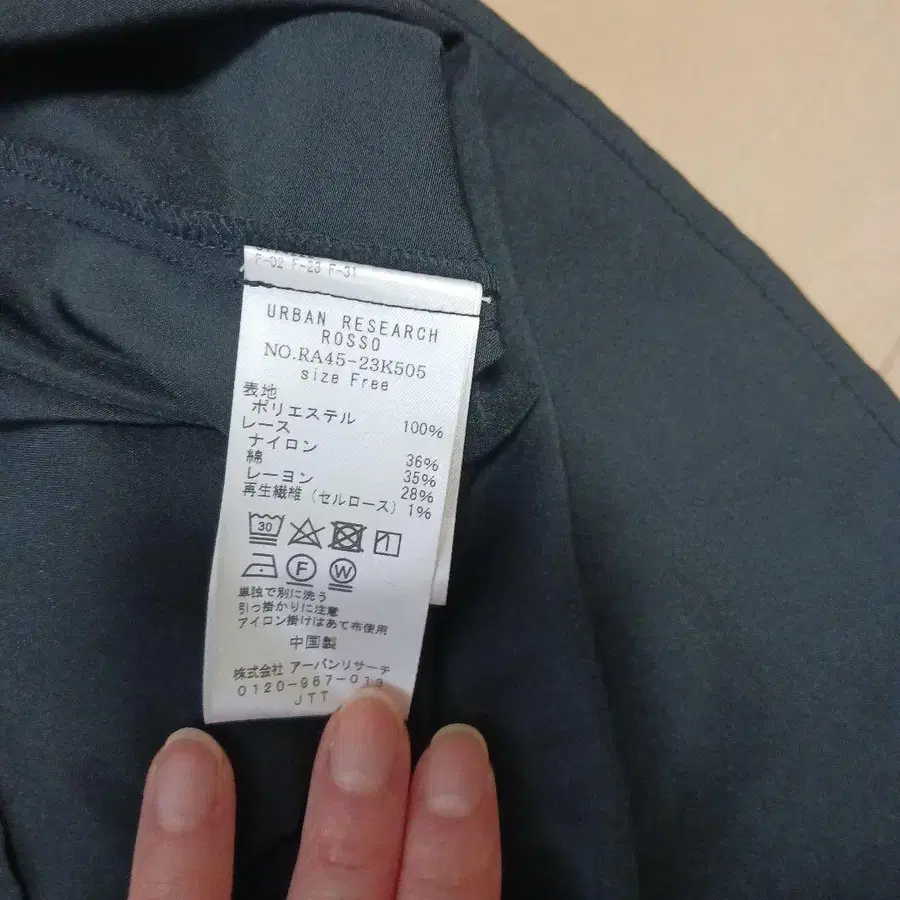 F-02 F-23 F-31
URBAN RESEARCH
ROSSO
NO.RA45-23K505
size Free
表地
ポリエステル 100%
レース
ナイロン 36%
綿 35%
レーヨン 28%
再生繊維（セルロース） 1%
30
F W
単独で別に洗う
引っ掛かりに注意
アイロン掛けはあて布使用
中国製
株式会社 アーバンリサーチ
0120-967-013
JTT